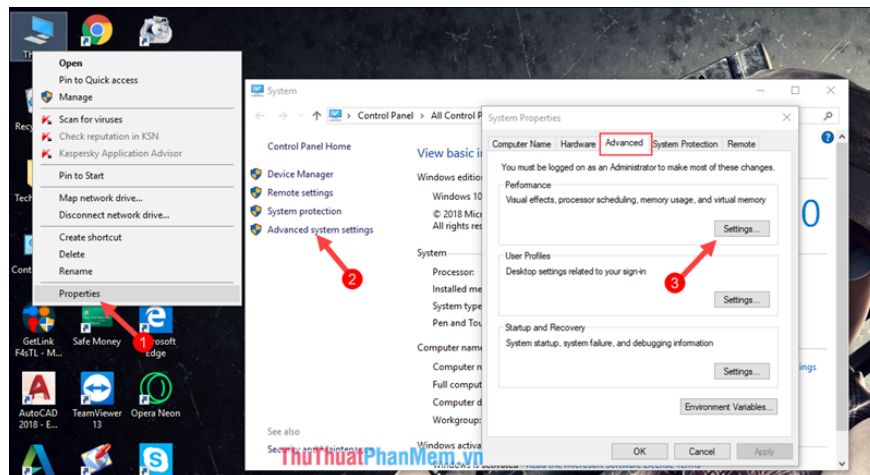 Open
Pin to Quick access
Manage
Scan for viruses
Check reputation in KSN
Kaspersky Application Advisor
Pin to Start
Map network drive...
Disconnect network drive...
Create shortcut
Delete
Rename
Properties
1
GetLink
F4sTL - M...
Safe Money
Edge
AutoCAD
2018 - E...
TeamViewer
13
Opera Neon
System
Control Panel > All Control P
Control Panel Home
Device Manager
Remote settings
System protection
Advanced system settings
2
See also
View basic i
Windows editio
Windows 10
© 2018 Micr
All rights res
System
Processor:
Installed me
System type
Pen and Tou
Computer name
Computer n
Full comput
Computer d
Workgroup:
Windows activa
0
ings
System Properties
Computer Name
Hardware
Advanced
System Protection
Remote
You must be logged on as an Administrator to make most of these changes.
Performance
Visual effects, processor scheduling, memory usage, and virtual memory
Settings...
3
User Profiles
Desktop settings related to your sign-in
Settings...
Startup and Recovery
System startup, system failure, and debugging information
Settings...
Environment Variables...
OK
Cancel
Apply
ThuThuatPhanMem.vn